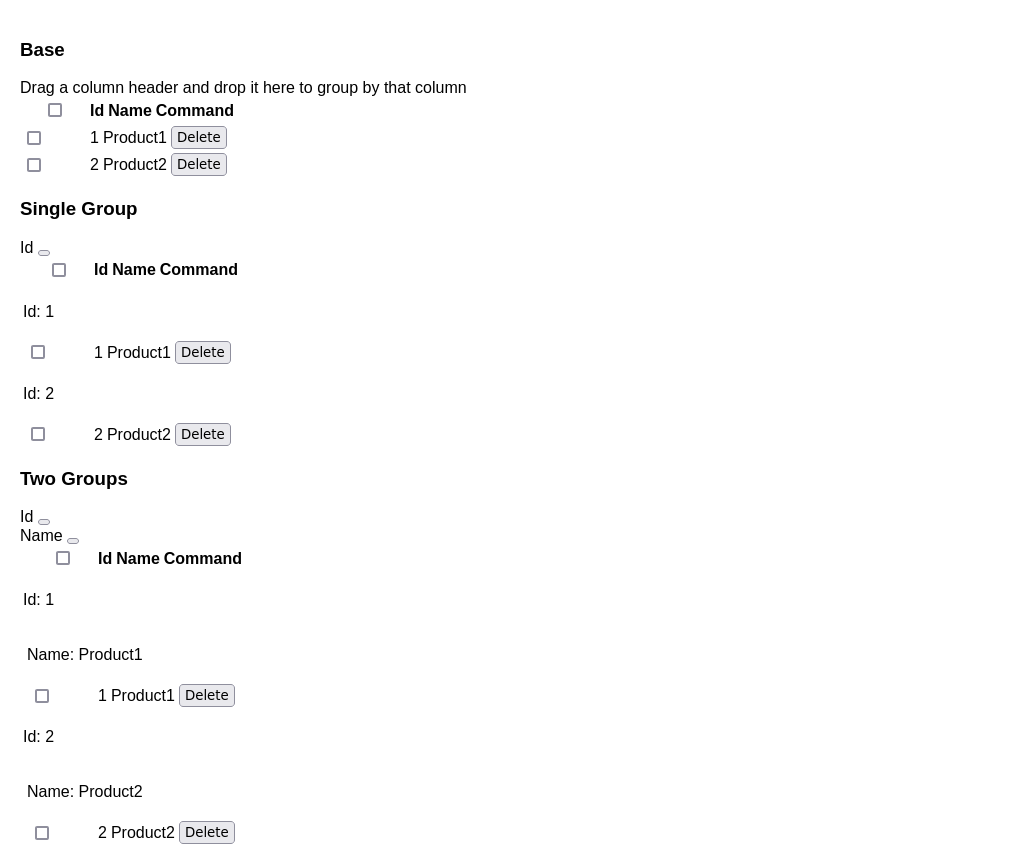 Base
Drag a column header and drop it here to group by that column
Id Name Command
1 Product1 Delete
2 Product2 Delete
Single Group
Id
Id Name Command
Id: 1
1 Product1 Delete
Id: 2
2 Product2 Delete
Two Groups
Id
Name
Id Name Command
Id: 1
Name: Product1
1 Product1 Delete
Id: 2
Name: Product2
2 Product2 Delete